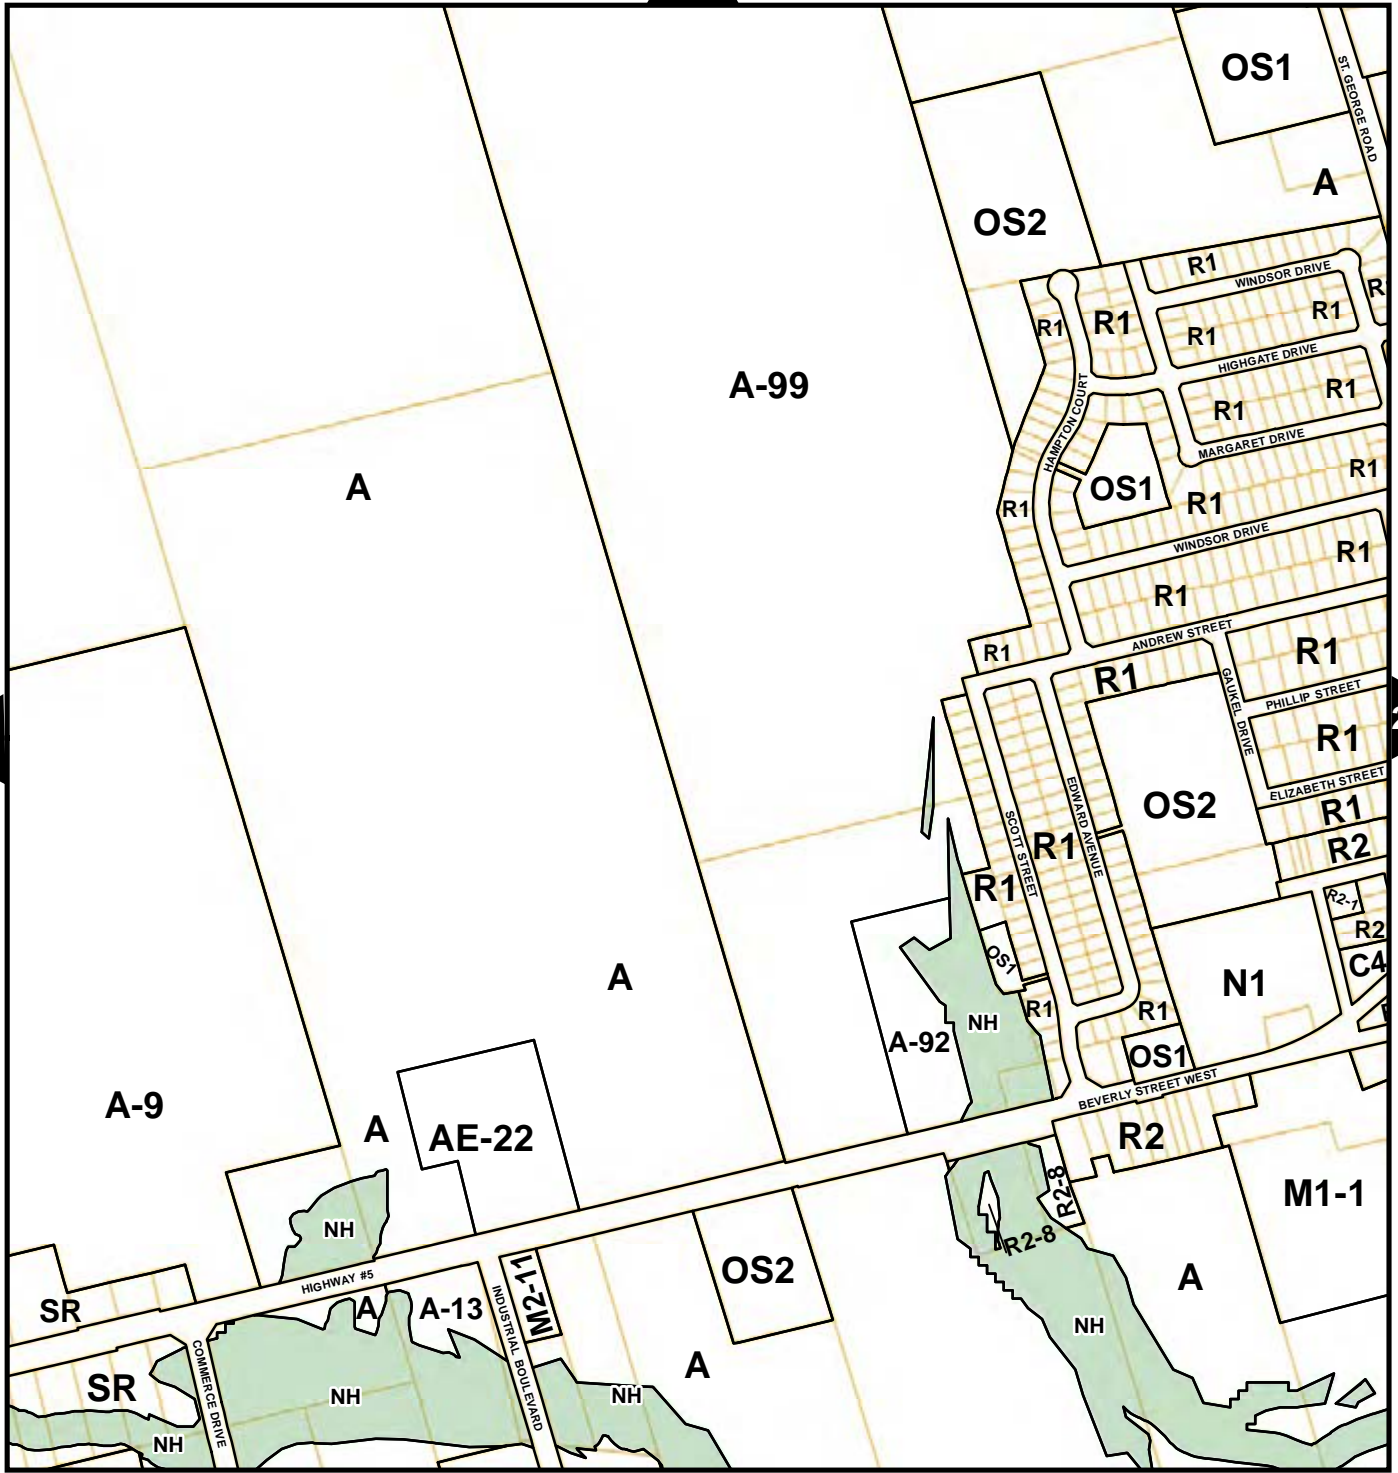 OS1
ST. GEORGE ROAD
A
OS2
R1
WINDSOR DRIVE
R1
R1
R1
R1
R1
HIGHGATE DRIVE
A-99
R1
R1
HAMPTON COURT
MARGARET DRIVE
R1
A
OS1
R1
R1
WINDSOR DRIVE
R1
R1
ANDREW STREET
R1
R1
R1
GAUKEL DRIVE
PHILLIP STREET
R1
EDWARD AVENUE
ELIZABETH STREET
OS2
R1
SCOTT STREET
R1
R2
R1
R2-1
R2
OS1
C4
A
N1
R1
R1
NH
A-92
OS1
BEVERLY STREET WEST
A-9
A
AE-22
R2
R2-8
M1-1
NH
R2-8
OS2
A
HIGHWAY #5
SR
A
A-13
M2-11
INDUSTRIAL BOULEVARD
NH
COMMERCE DRIVE
A
SR
NH
NH
NH